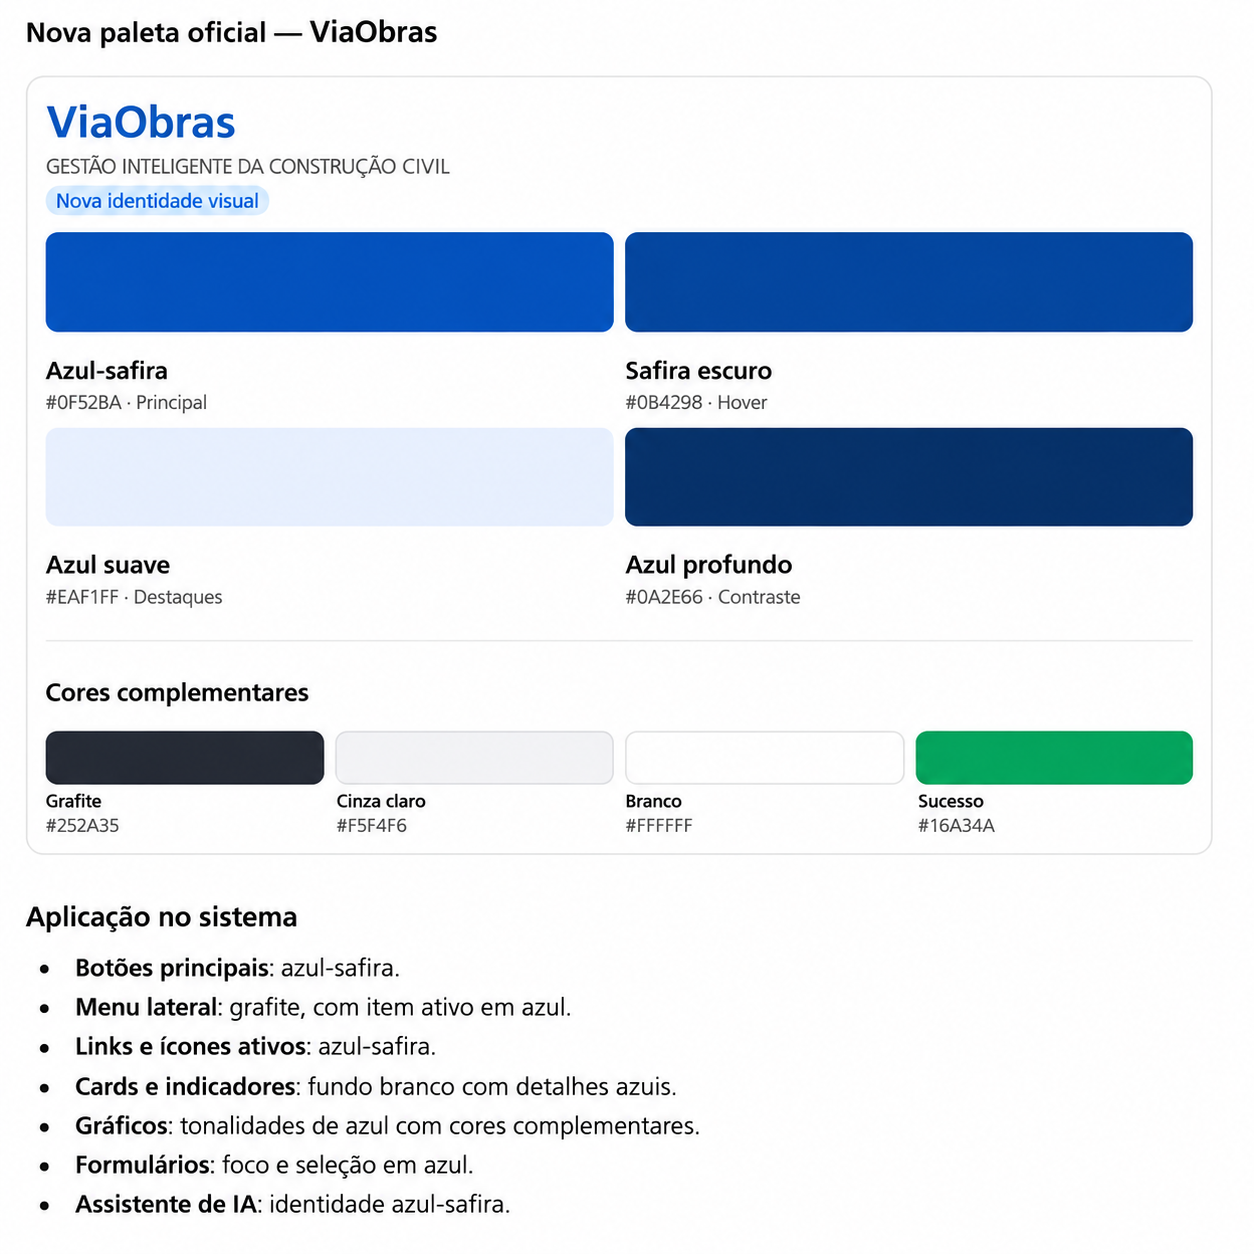 Nova paleta oficial — ViaObras
ViaObras
GESTÃO INTELIGENTE DA CONSTRUÇÃO CIVIL
Nova identidade visual
Azul-safira
#0F52BA · Principal
Safira escuro
#0B4298 · Hover
Azul suave
#EAF1FF · Destaques
Azul profundo
#0A2E66 · Contraste
Cores complementares
Grafite
#252A35
Cinza claro
#F5F4F6
Branco
#FFFFFF
Sucesso
#16A34A
Aplicação no sistema
• Botões principais: azul-safira.
• Menu lateral: grafite, com item ativo em azul.
• Links e ícones ativos: azul-safira.
• Cards e indicadores: fundo branco com detalhes azuis.
• Gráficos: tonalidades de azul com cores complementares.
• Formulários: foco e seleção em azul.
• Assistente de IA: identidade azul-safira.